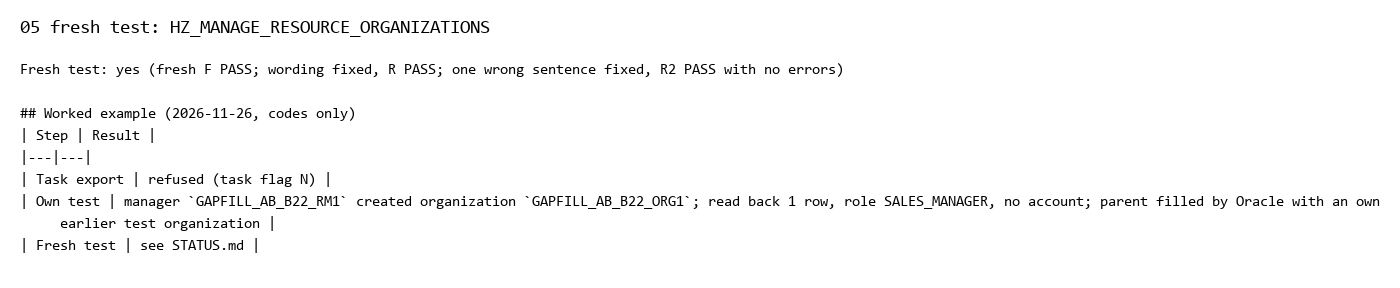 05 fresh test: HZ_MANAGE_RESOURCE_ORGANIZATIONS
Fresh test: yes (fresh F PASS; wording fixed, R PASS; one wrong sentence fixed, R2 PASS with no errors)
## Worked example (2026-11-26, codes only)
| Step | Result |
|---|---|
| Task export | refused (task flag N) |
| Own test | manager `GAPFILL_AB_B22_RM1` created organization `GAPFILL_AB_B22_ORG1`; read back 1 row, role SALES_MANAGER, no account; parent filled by Oracle with an own
earlier test organization |
| Fresh test | see STATUS.md |